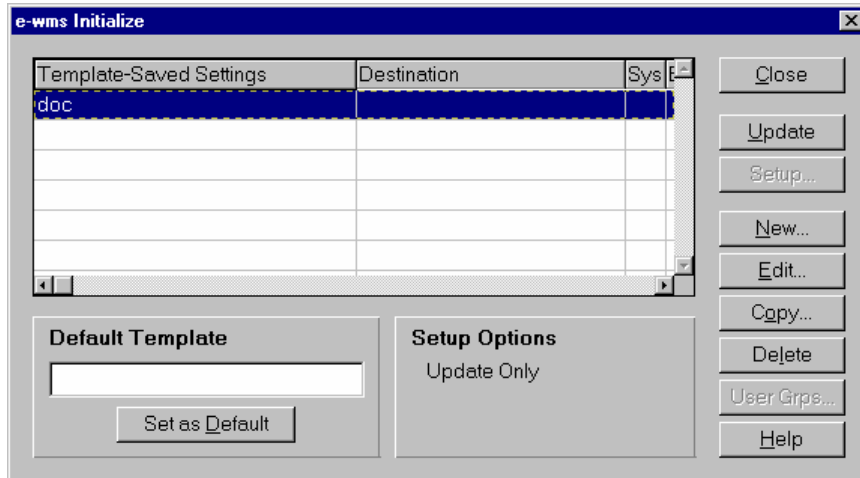 e-wms Initialize
Template-Saved Settings Destination Sys
doc
Close
Update
Setup...
New...
Edit...
Copy...
Delete
User Grps...
Help
Default Template
Set as Default
Setup Options
Update Only